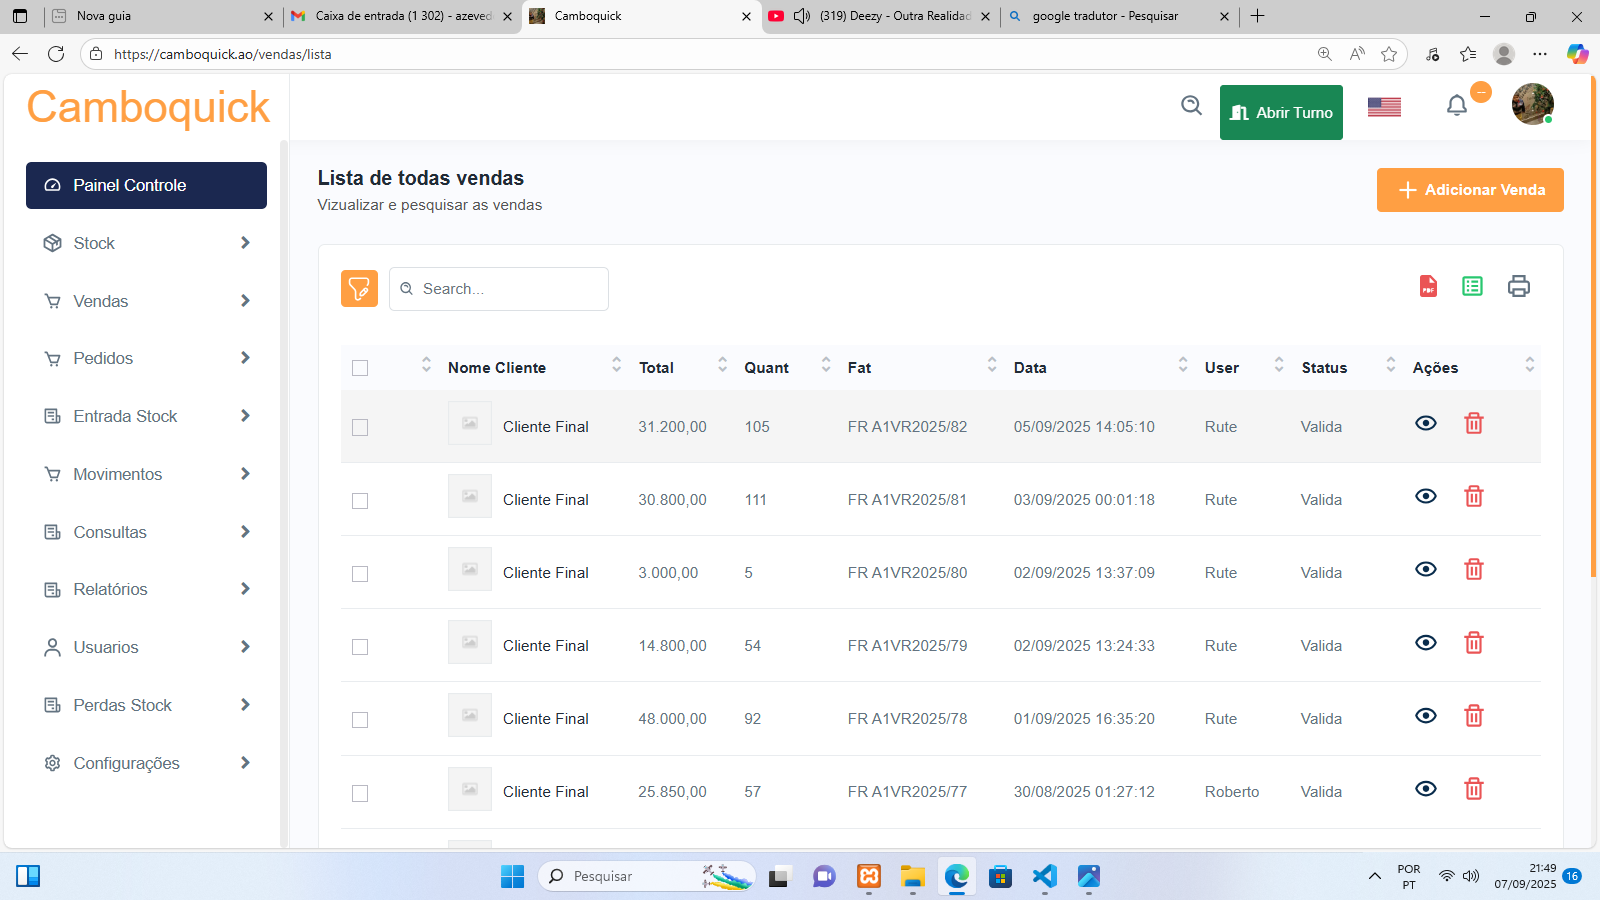 Nova guia
Caixa de entrada (1 302) - azeved
Camboquick
(319) Deezy - Outra Realidad
google tradutor - Pesquisar
https://camboquick.ao/vendas/lista
Camboquick
Abrir Turno
Painel Controle
Stock
Vendas
Pedidos
Entrada Stock
Movimentos
Consultas
Relatórios
Usuarios
Perdas Stock
Configurações
Lista de todas vendas
Vizualizar e pesquisar as vendas
Adicionar Venda
Search...
PDF
Nome Cliente Total Quant Fat Data User Status Ações
Cliente Final 31.200,00 105 FR A1VR2025/82 05/09/2025 14:05:10 Rute Valida
Cliente Final 30.800,00 111 FR A1VR2025/81 03/09/2025 00:01:18 Rute Valida
Cliente Final 3.000,00 5 FR A1VR2025/80 02/09/2025 13:37:09 Rute Valida
Cliente Final 14.800,00 54 FR A1VR2025/79 02/09/2025 13:24:33 Rute Valida
Cliente Final 48.000,00 92 FR A1VR2025/78 01/09/2025 16:35:20 Rute Valida
Cliente Final 25.850,00 57 FR A1VR2025/77 30/08/2025 01:27:12 Roberto Valida
Pesquisar
POR
PT
21:49
07/09/2025
16